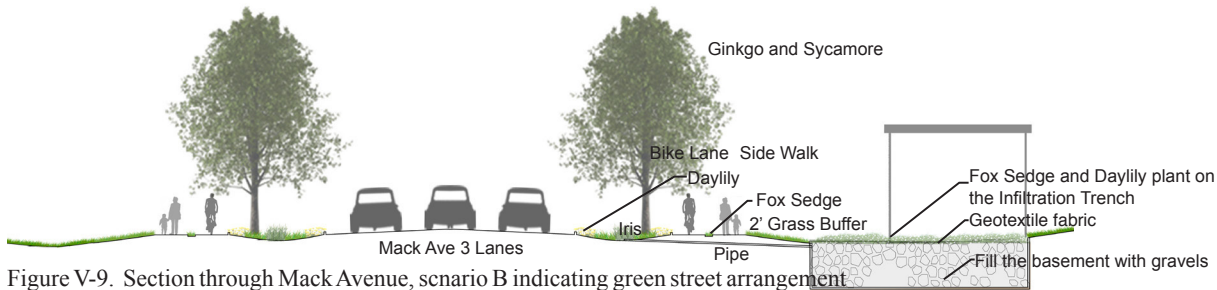 Ginkgo and Sycamore
Bike Lane Side Walk
Daylily
Fox Sedge and Daylily plant on
the Infiltration Trench
Fox Sedge
Iris
2' Grass Buffer
Geotextile fabric
Mack Ave 3 Lanes
Pipe
Fill the basement with gravels
Figure V-9. Section through Mack Avenue, scnario B indicating green street arrangement